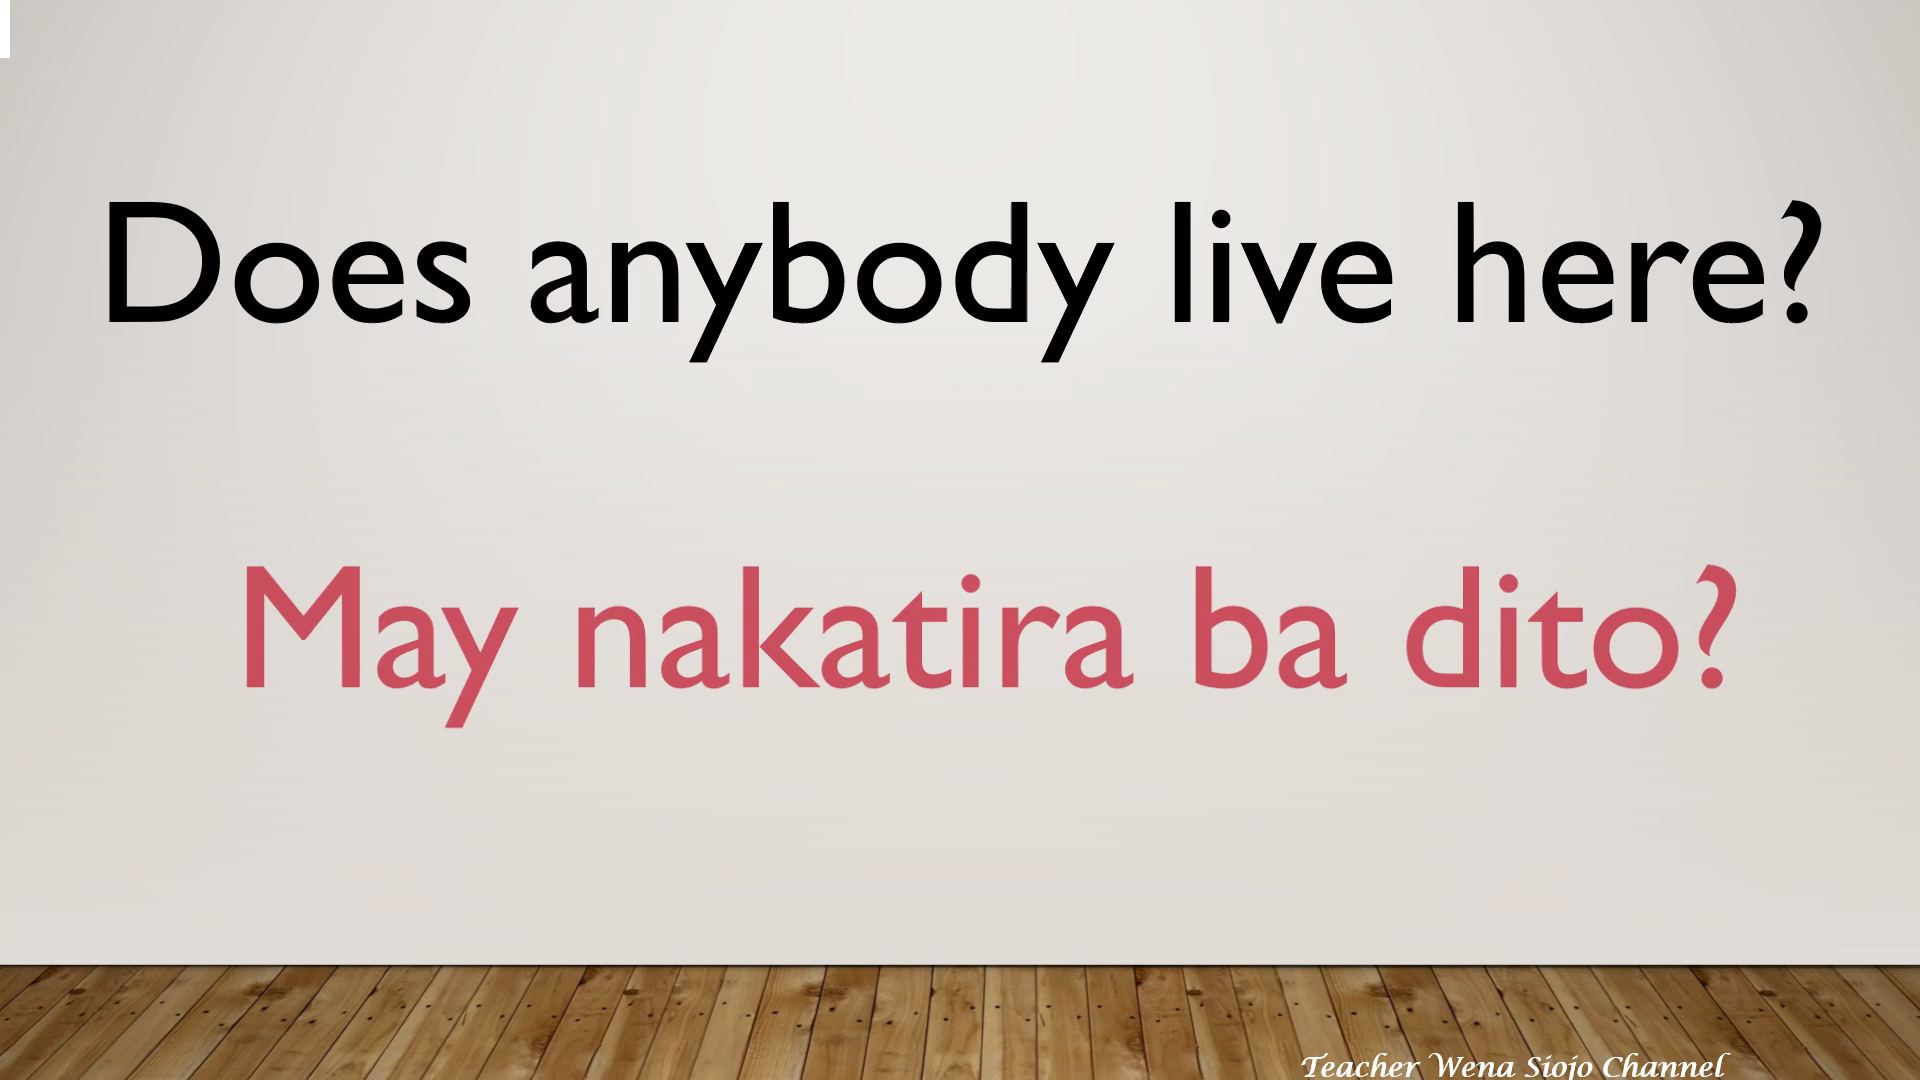 Does anybody live here?
May nakatira ba dito?
Teacher Wena Siojo Channel